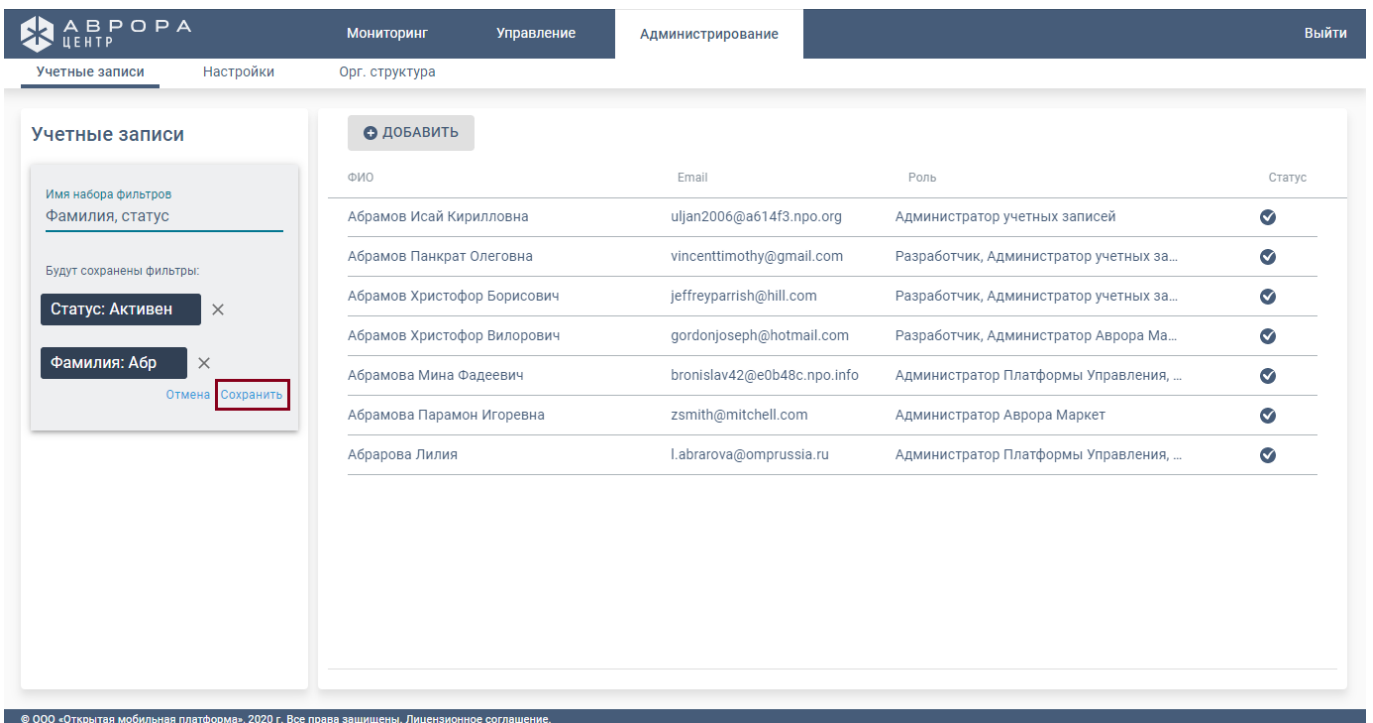 АВРОРА
ЦЕНТР
Мониторинг Управление Администрирование Выйти
Учетные записи Настройки Орг. структура
Учетные записи
Имя набора фильтров
Фамилия, статус
Будут сохранены фильтры:
Статус: Активен
Фамилия: Абр
Отмена Сохранить
ДОБАВИТЬ
ФИО Email Роль Статус
Абрамов Исай Кирилловна uljan2006@a614f3.npo.org Администратор учетных записей
Абрамов Панкрат Олеговна vincenttimothy@gmail.com Разработчик, Администратор учетных за...
Абрамов Христофор Борисович jeffreyparrish@hill.com Разработчик, Администратор учетных за...
Абрамов Христофор Вилорович gordonjoseph@hotmail.com Разработчик, Администратор Аврора Ма...
Абрамова Мина Фадеевич bronislav42@e0b48c.npo.info Администратор Платформы Управления, ...
Абрамова Парамон Игоревна zsmith@mitchell.com Администратор Аврора Маркет
Абрарова Лилия l.abrarova@omprussia.ru Администратор Платформы Управления, ...
© ООО «Открытая мобильная платформа», 2020 г. Все права защищены. Лицензионное соглашение.